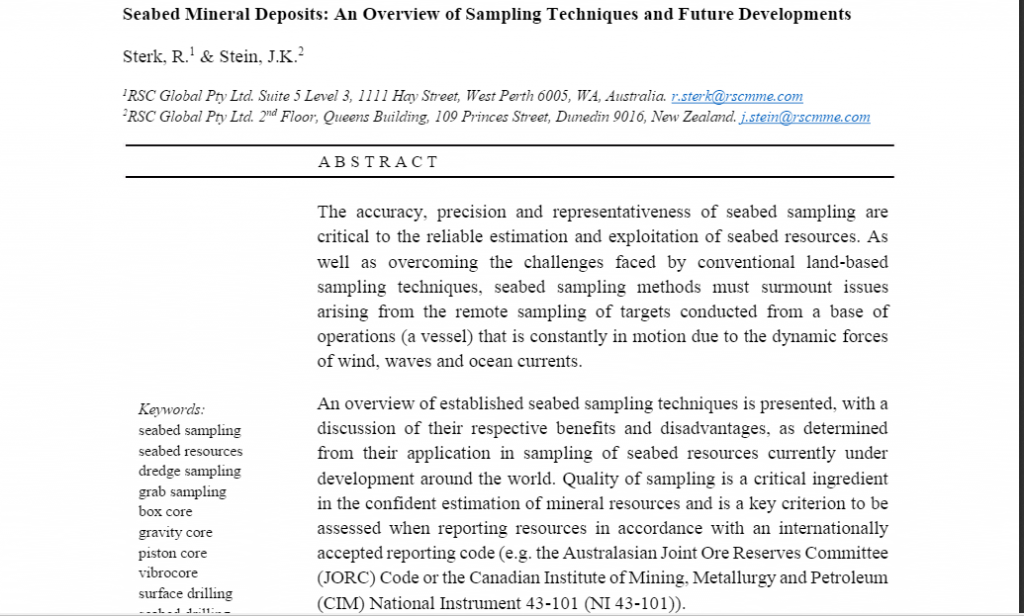 Seabed Mineral Deposits: An Overview of Sampling Techniques and Future Developments
Sterk, R.1 & Stein, J.K.2
1RSC Global Pty Ltd. Suite 5 Level 3, 1111 Hay Street, West Perth 6005, WA, Australia. r.sterk@rscmme.com
2RSC Global Pty Ltd. 2nd Floor, Queens Building, 109 Princes Street, Dunedin 9016, New Zealand. j.stein@rscmme.com
ABSTRACT
The accuracy, precision and representativeness of seabed sampling are
critical to the reliable estimation and exploitation of seabed resources. As
well as overcoming the challenges faced by conventional land-based
sampling techniques, seabed sampling methods must surmount issues
arising from the remote sampling of targets conducted from a base of
operations (a vessel) that is constantly in motion due to the dynamic forces
of wind, waves and ocean currents.
Keywords:
seabed sampling
seabed resources
dredge sampling
grab sampling
box core
gravity core
piston core
vibrocore
surface drilling
seabed drilling
An overview of established seabed sampling techniques is presented, with a
discussion of their respective benefits and disadvantages, as determined
from their application in sampling of seabed resources currently under
development around the world. Quality of sampling is a critical ingredient
in the confident estimation of mineral resources and is a key criterion to be
assessed when reporting resources in accordance with an internationally
accepted reporting code (e.g. the Australasian Joint Ore Reserves Committee
(JORC) Code or the Canadian Institute of Mining, Metallurgy and Petroleum
(CIM) National Instrument 43-101 (NI 43-101)).